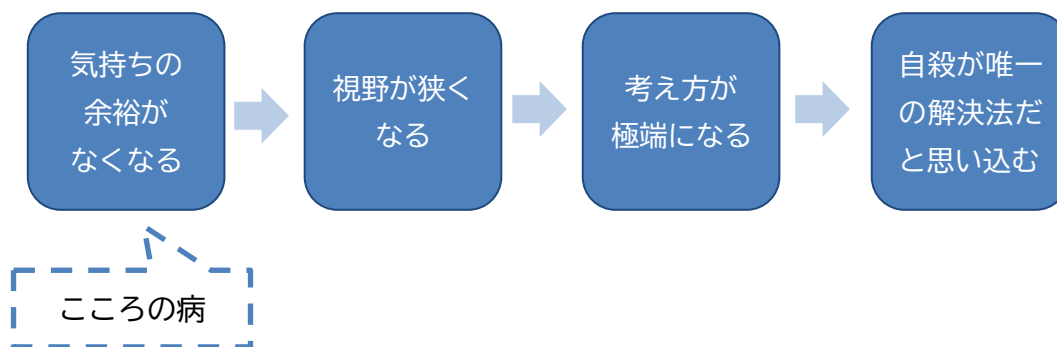 気持ちの
余裕が
なくなる
視野が狭く
なる
考え方が
極端になる
自殺が唯一
の解決法だ
と思い込む
こころの病